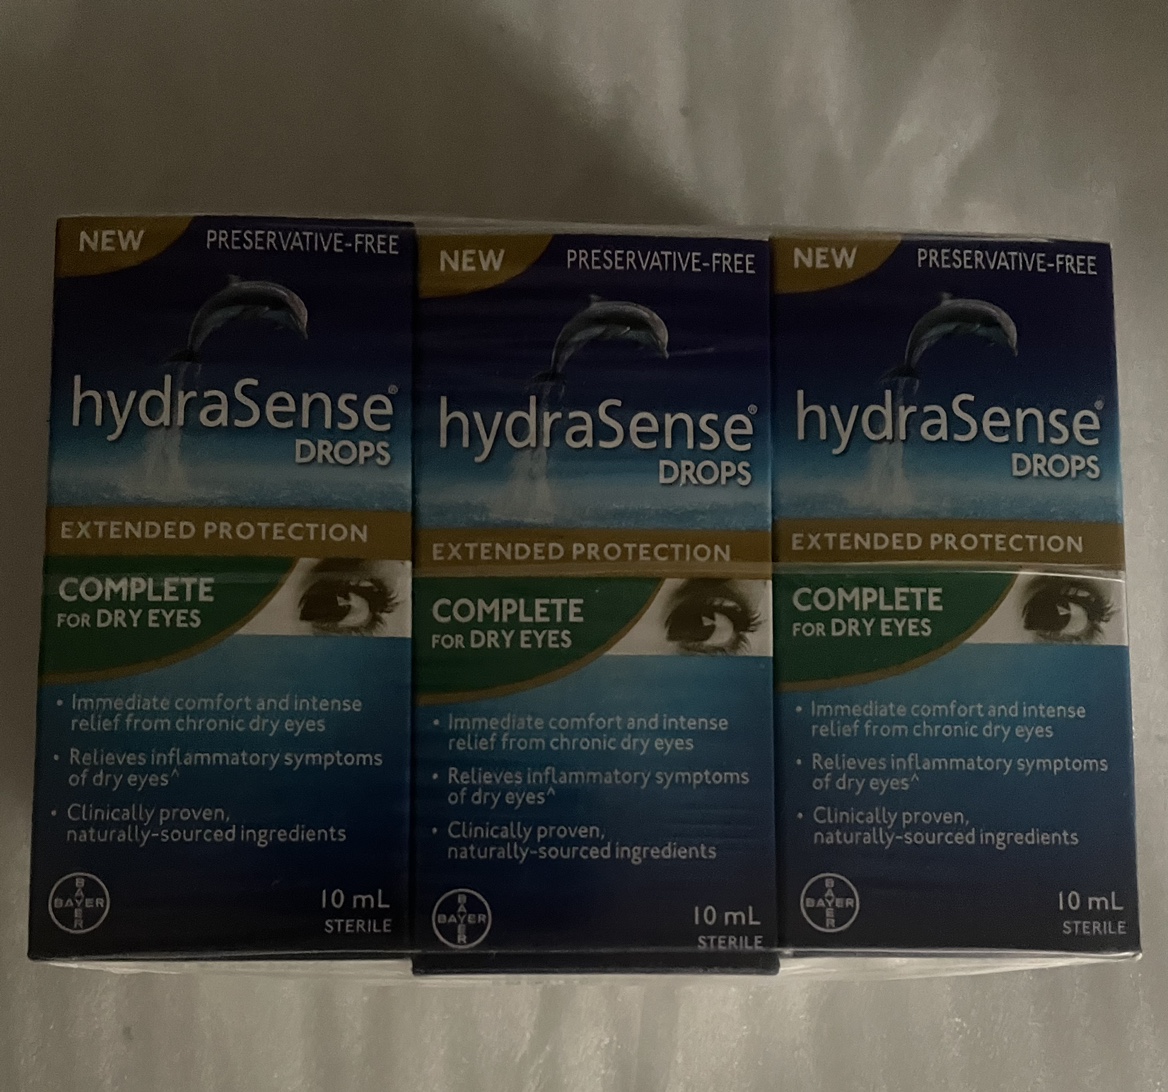 NEW
PRESERVATIVE-FREE
hydraSense®
DROPS
EXTENDED PROTECTION
COMPLETE
FOR DRY EYES
• Immediate comfort and intense
relief from chronic dry eyes
• Relieves inflammatory symptoms
of dry eyes^
• Clinically proven,
naturally-sourced ingredients
BAYER
BAYER
10 mL
STERILE
NEW
PRESERVATIVE-FREE
hydraSense®
DROPS
EXTENDED PROTECTION
COMPLETE
FOR DRY EYES
• Immediate comfort and intense
relief from chronic dry eyes
• Relieves inflammatory symptoms
of dry eyes^
• Clinically proven,
naturally-sourced ingredients
BAYER
BAYER
10 mL
STERILE
NEW
PRESERVATIVE-FREE
hydraSense®
DROPS
EXTENDED PROTECTION
COMPLETE
FOR DRY EYES
• Immediate comfort and intense
relief from chronic dry eyes
• Relieves inflammatory symptoms
of dry eyes^
• Clinically proven,
naturally-sourced ingredients
BAYER
BAYER
10 mL
STERILE